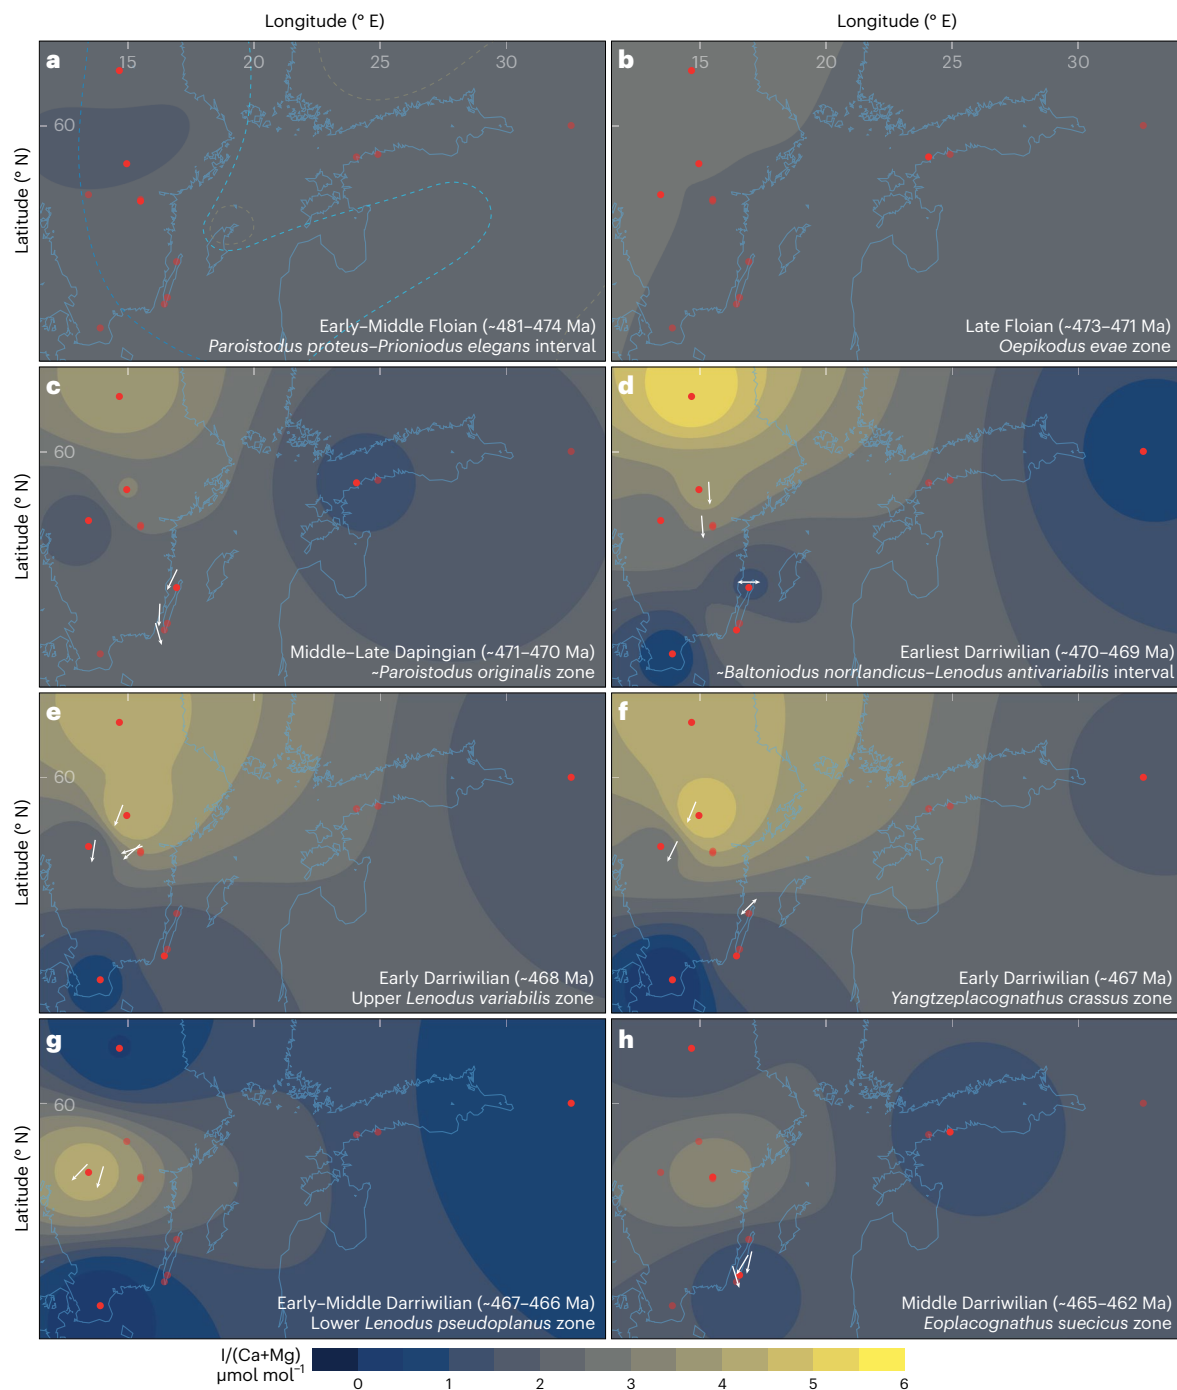 Longitude (° E)
Longitude (° E)
a
15
20
25
30
60
Latitude (° N)
Early–Middle Floian (~481–474 Ma)
Paroistodus proteus–Prioniodus elegans interval
b
15
20
25
30
Late Floian (~473–471 Ma)
Oepikodus evae zone
c
60
Latitude (° N)
Middle–Late Dapingian (~471–470 Ma)
~Paroistodus originalis zone
d
Earliest Darriwilian (~470–469 Ma)
~Baltoniodus norrlandicus–Lenodus antivariabilis interval
e
60
Latitude (° N)
Early Darriwilian (~468 Ma)
Upper Lenodus variabilis zone
f
Early Darriwilian (~467 Ma)
Yangtzeplacognathus crassus zone
g
60
Latitude (° N)
Early–Middle Darriwilian (~467–466 Ma)
Lower Lenodus pseudoplanus zone
h
Middle Darriwilian (~465–462 Ma)
Eoplacognathus suecicus zone
I/(Ca+Mg)
µmol mol⁻¹
0 1 2 3 4 5 6